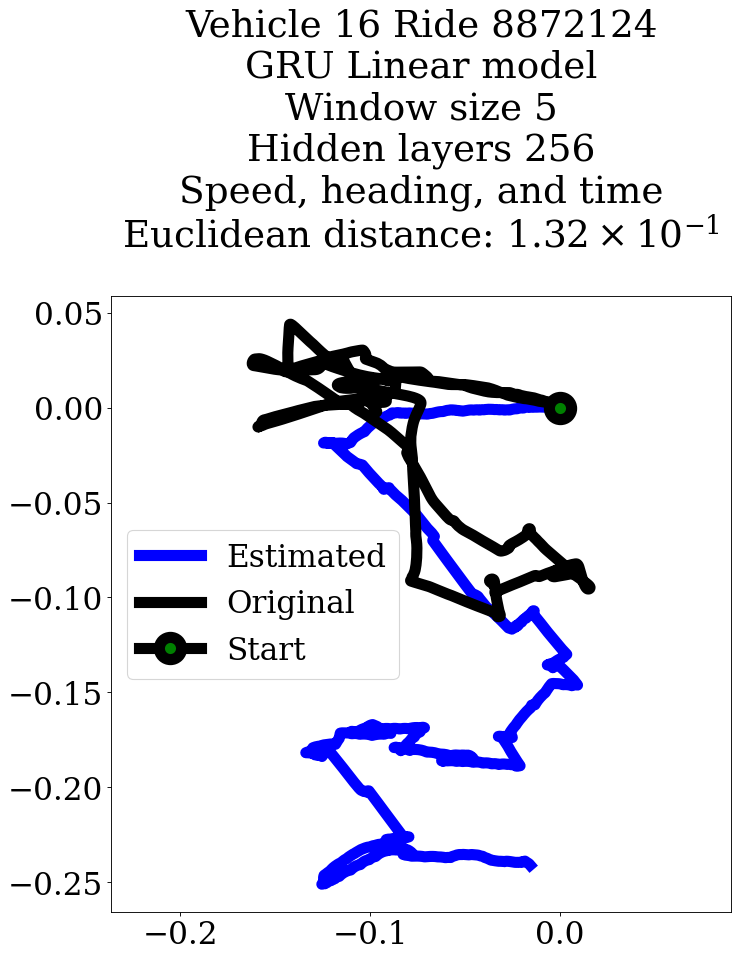 Vehicle 16 Ride 8872124
GRU Linear model
Window size 5
Hidden layers 256
Speed, heading, and time
Euclidean distance: 1.32 × 10⁻¹
0.05
0.00
−0.05
−0.10
−0.15
−0.20
−0.25
Estimated
Original
Start
−0.2
−0.1
0.0